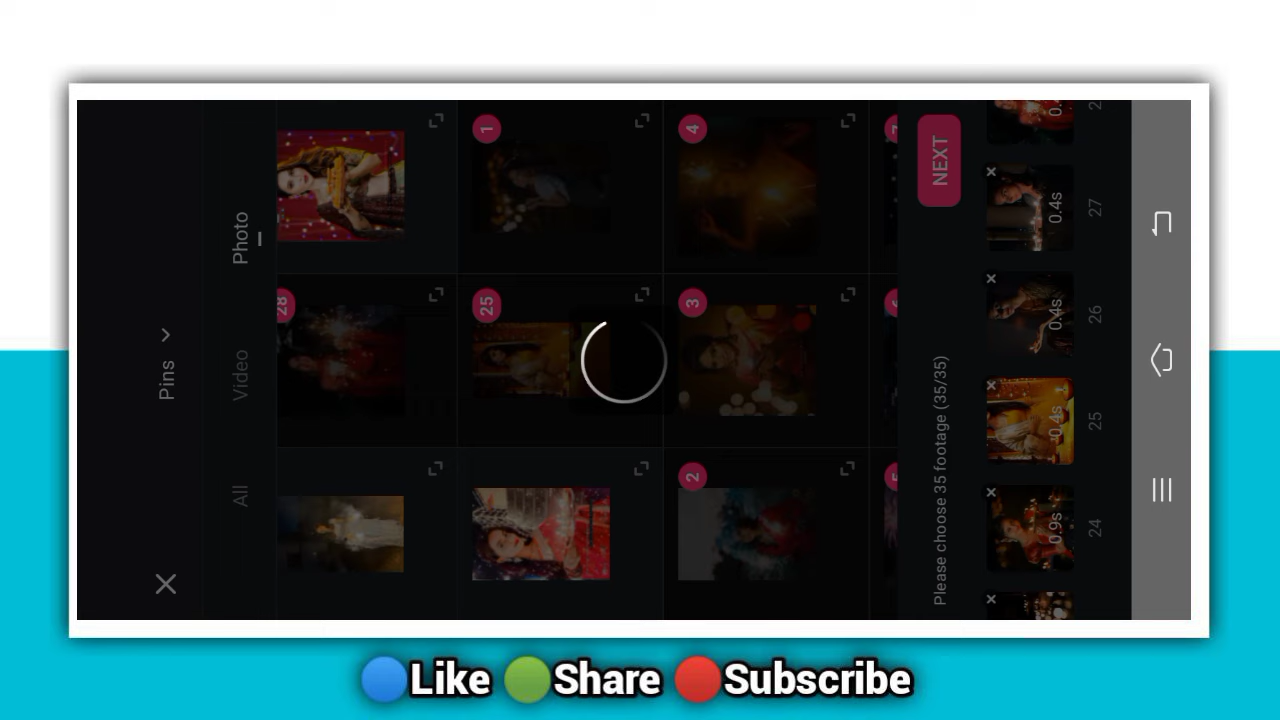 Pins
All Video Photo
28
1
25
4
3
2
NEXT
Please choose 35 footage (35/35)
0.9s
0.4s
0.4s
0.4s
24
25
26
27
🔵Like 🟢Share 🔴Subscribe